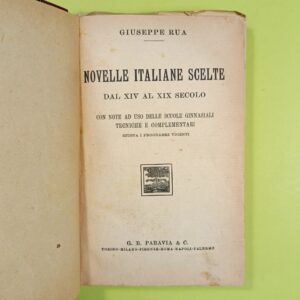 GIUSEPPE RUA
NOVELLE ITALIANE SCELTE
DAL XIV AL XIX SECOLO
CON NOTE AD USO DELLE SCUOLE GINNASIALI
TECNICHE E COMPLEMENTARI
I PROGRAMMI VIGENTI
G. B. PARAVIA & C.
TORINO-MILANO-FIRENZE-ROMA-NAPOLI-PALERMO